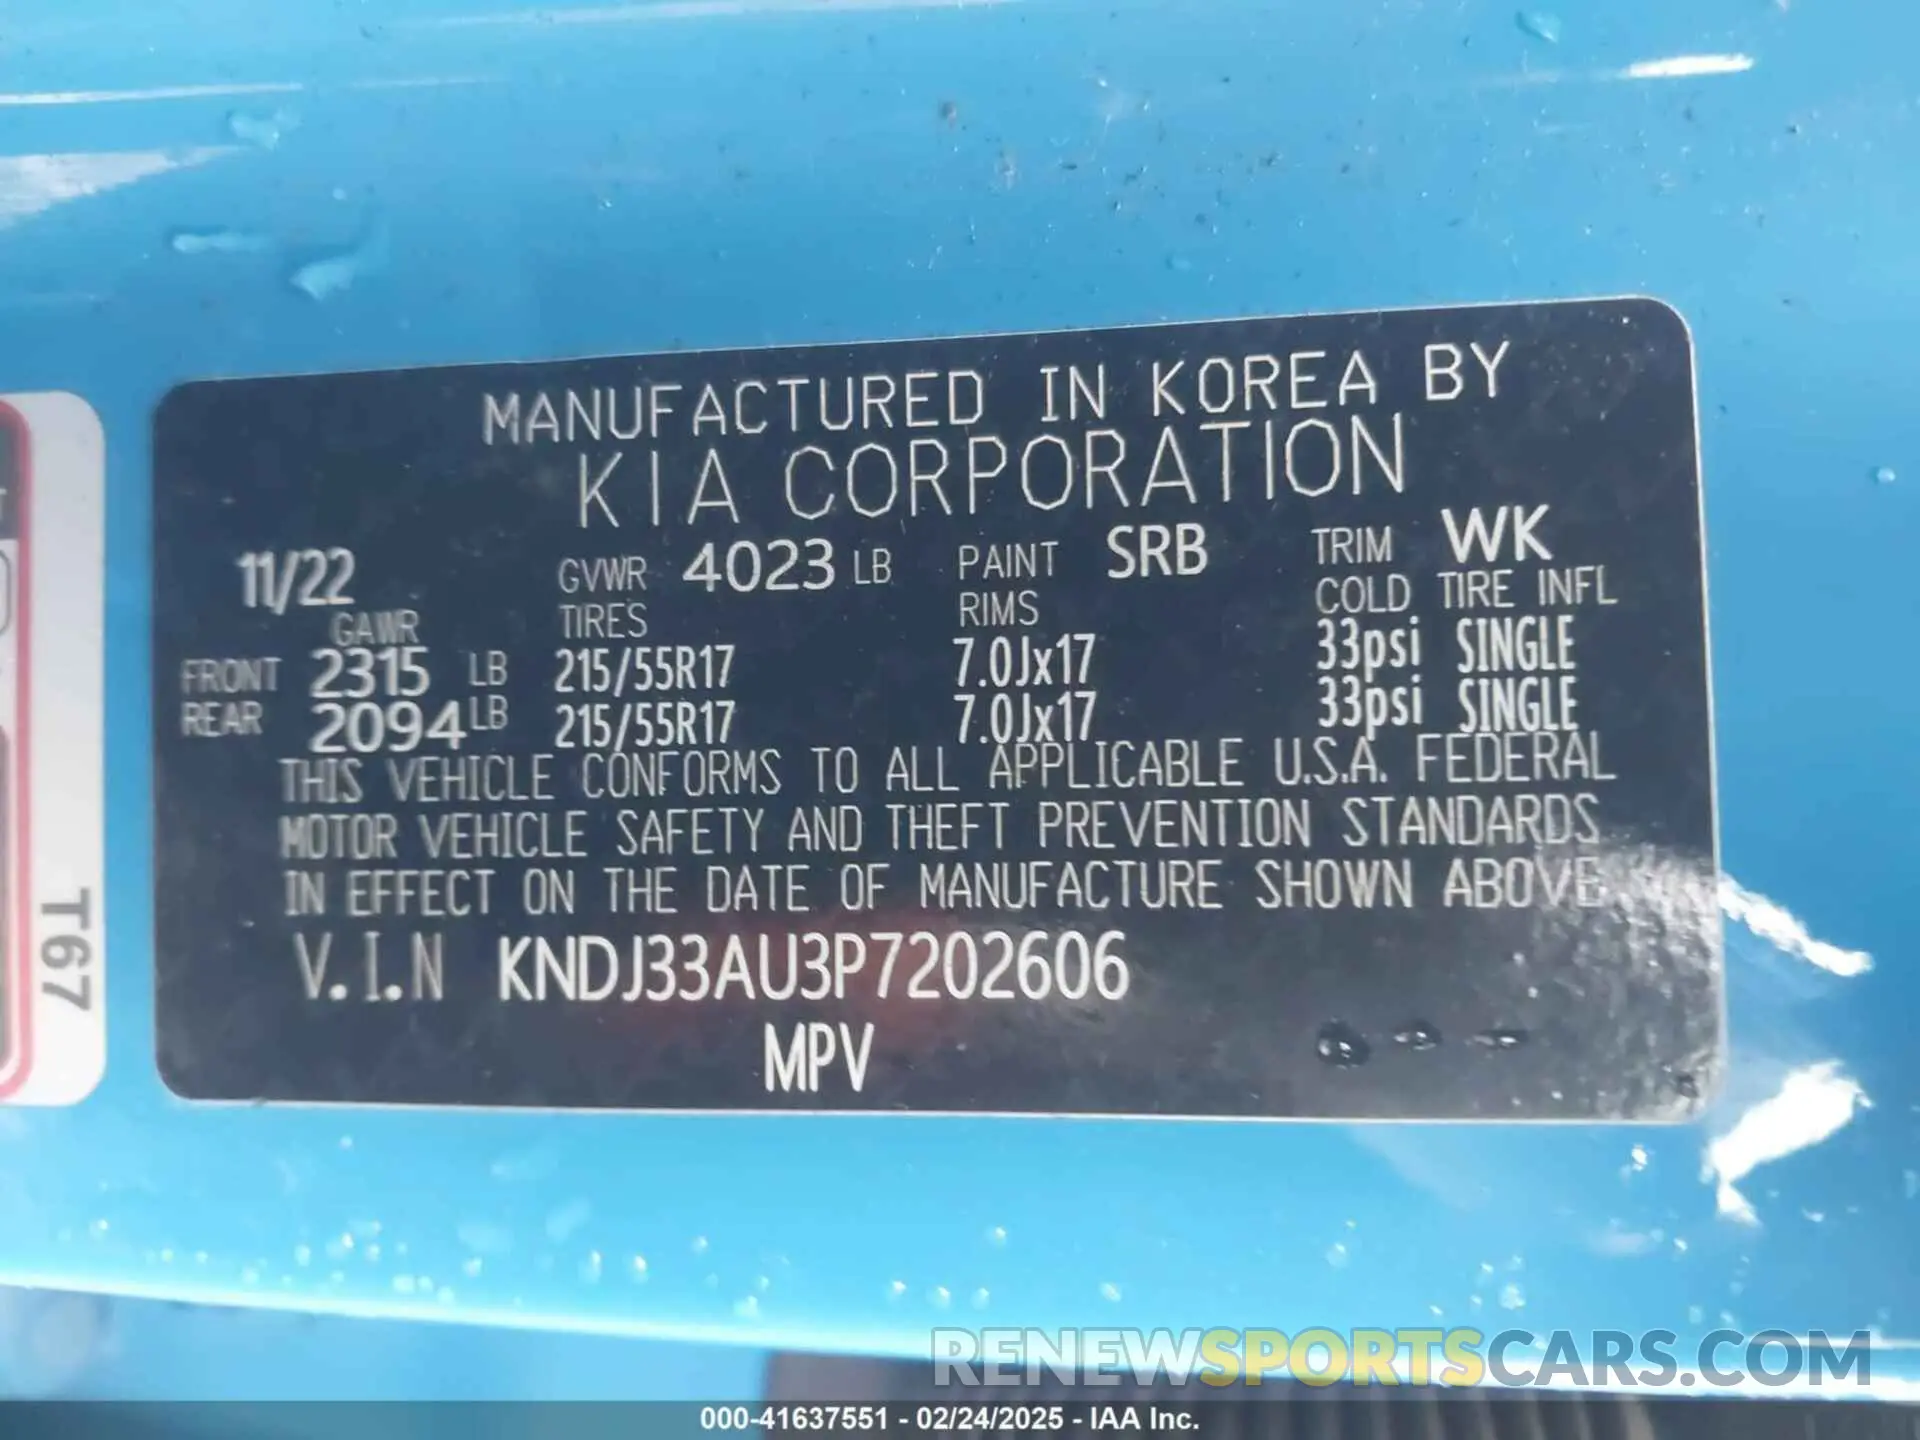 MANUFACTURED IN KOREA BY
KIA CORPORATION
11/22 GVWR 4023 LB PAINT SRB TRIM WK
GAWR TIRES RIMS COLD TIRE INFL
FRONT 2315 LB 215/55R17 7.0Jx17 33psi SINGLE
REAR 2094 LB 215/55R17 7.0Jx17 33psi SINGLE
THIS VEHICLE CONFORMS TO ALL APPLICABLE U.S.A. FEDERAL
MOTOR VEHICLE SAFETY AND THEFT PREVENTION STANDARDS
IN EFFECT ON THE DATE OF MANUFACTURE SHOWN ABOVE
V.I.N KNDJ33AU3P7202606
MPV
T67
RENEWSPORTSCARS.COM
000-41637551 - 02/24/2025 - IAA Inc.